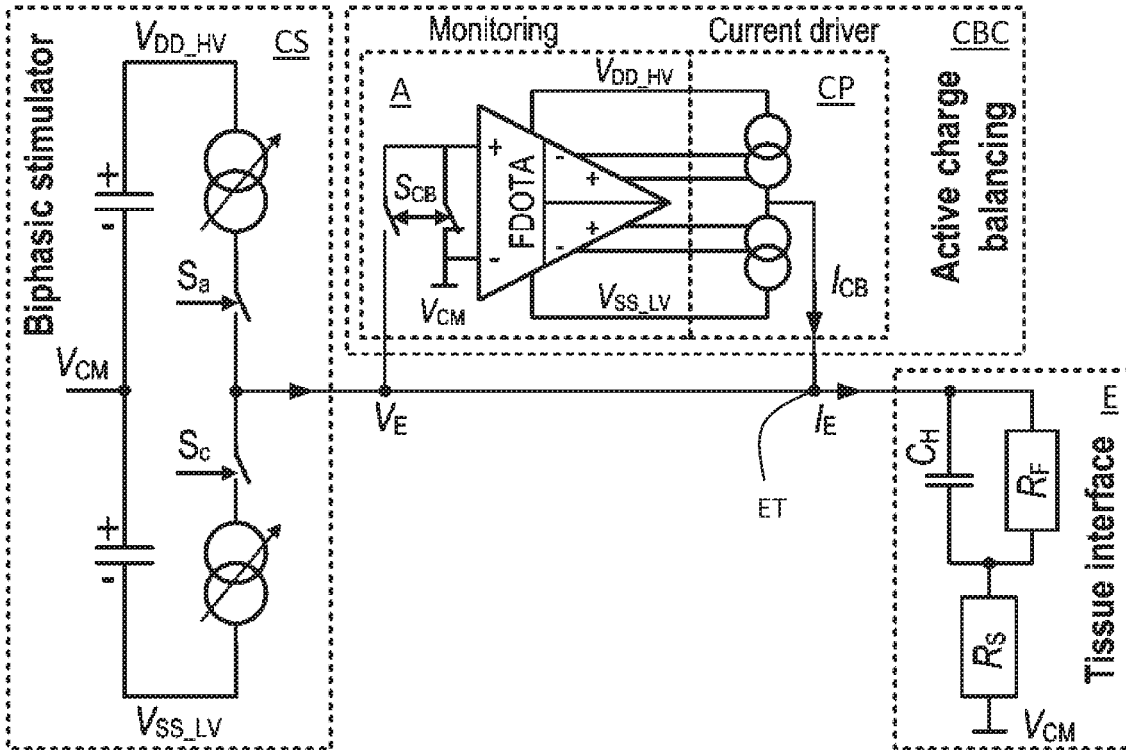 Biphasic stimulator
V_DD_HV
CS
+
-
S_a
V_CM
S_c
+
-
V_SS_LV
Monitoring
Current driver
CBC
A
CP
V_DD_HV
+
-
S_CB
FDOTA
-
+
+
-
V_CM
V_SS_LV
I_CB
Active charge
balancing
V_E
I_E
ET
E
C_H
R_F
R_S
V_CM
Tissue interface